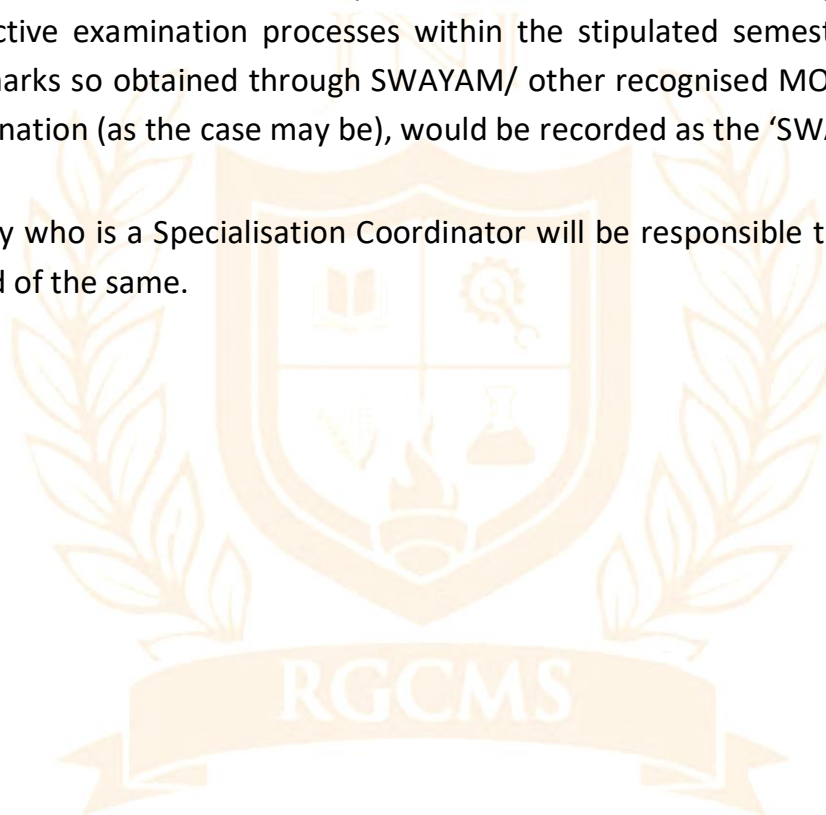 ctive examination processes within the stipulated semest
arks so obtained through SWAYAM/ other recognised MO
nation (as the case may be), would be recorded as the ‘SWA
y who is a Specialisation Coordinator will be responsible t
d of the same.
RGCMS